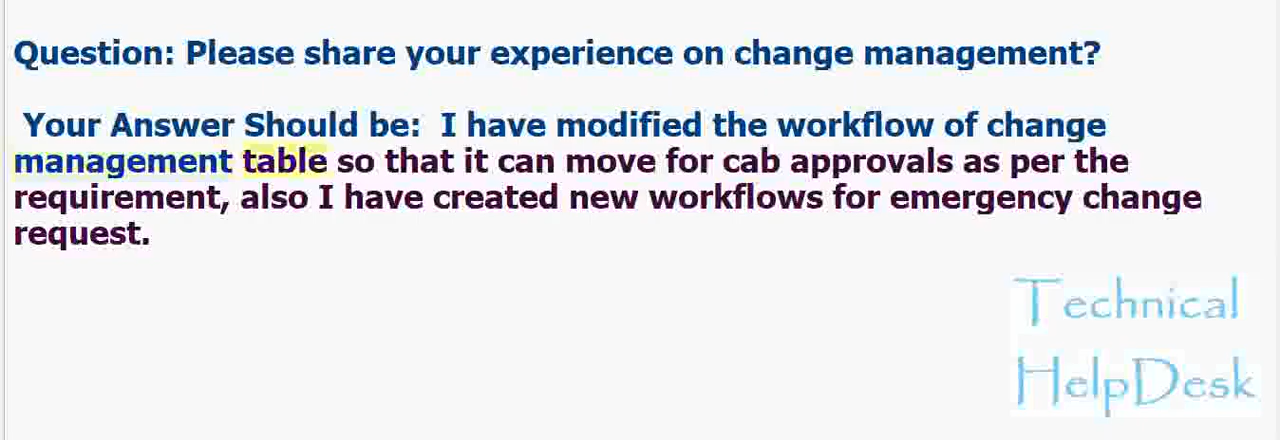 Question: Please share your experience on change management?
Your Answer Should be: I have modified the workflow of change
management table so that it can move for cab approvals as per the
requirement, also I have created new workflows for emergency change
request.
Technical
HelpDesk